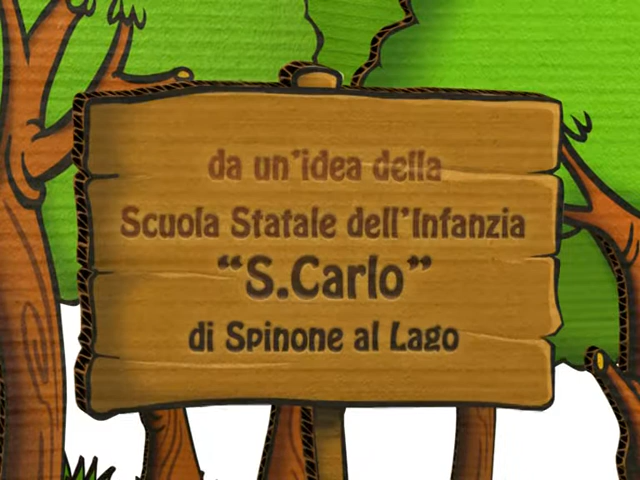 da un'idea della
Scuola Statale dell'Infanzia
“S.Carlo”
di Spinone al Lago